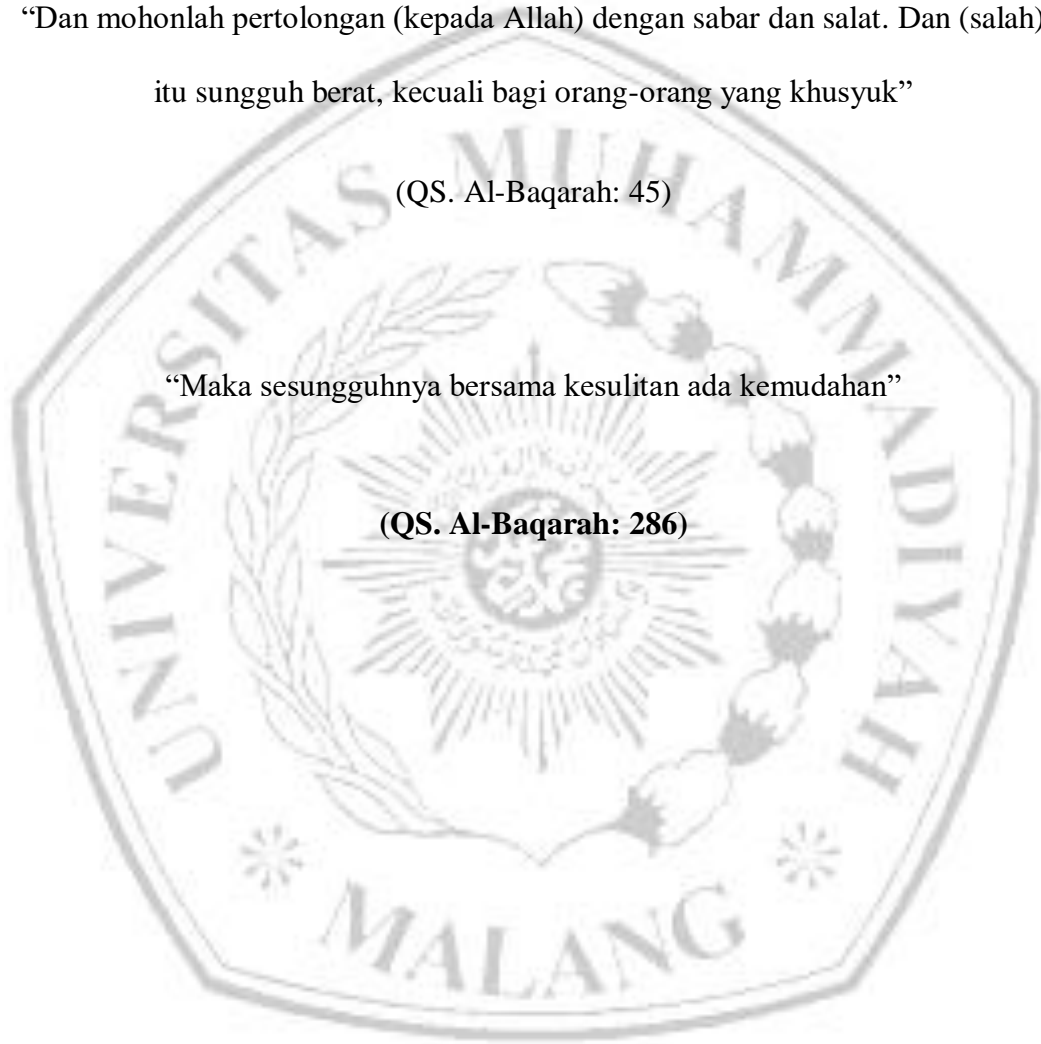 “Dan mohonlah pertolongan (kepada Allah) dengan sabar dan salat. Dan (salah)
itu sungguh berat, kecuali bagi orang-orang yang khusyuk”
(QS. Al-Baqarah: 45)
“Maka sesungguhnya bersama kesulitan ada kemudahan”
(QS. Al-Baqarah: 286)
UNIVERSITAS MUHAMMADIYAH
MALANG